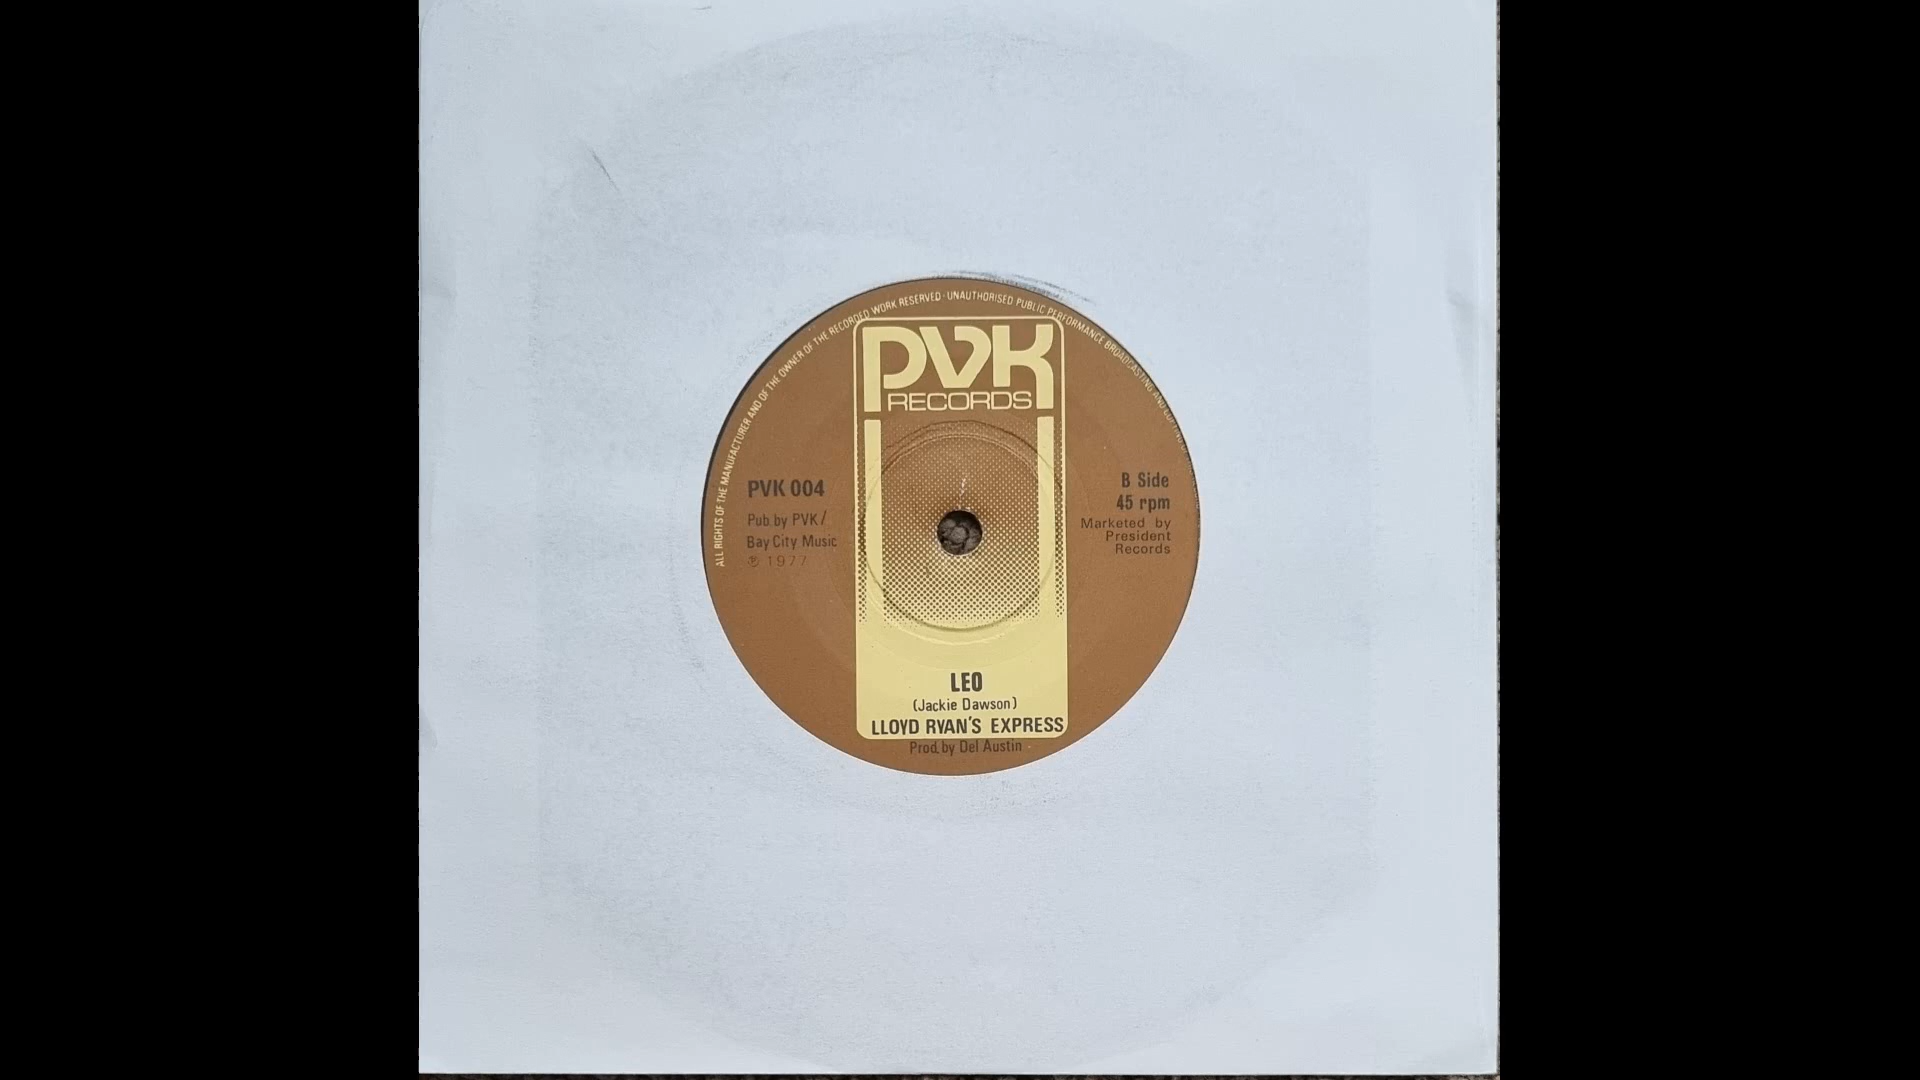 ALL RIGHTS OF THE MANUFACTURER AND OF THE OWNER OF THE RECORDED WORK RESERVED · UNAUTHORISED PUBLIC PERFORMANCE BROADCASTING AND COPYING
PVK
RECORDS
PVK 004
Pub. by PVK /
Bay City Music
℗ 1977
B Side
45 rpm
Marketed by
President
Records
LEO
(Jackie Dawson)
LLOYD RYAN'S EXPRESS
Prod. by Del Austin